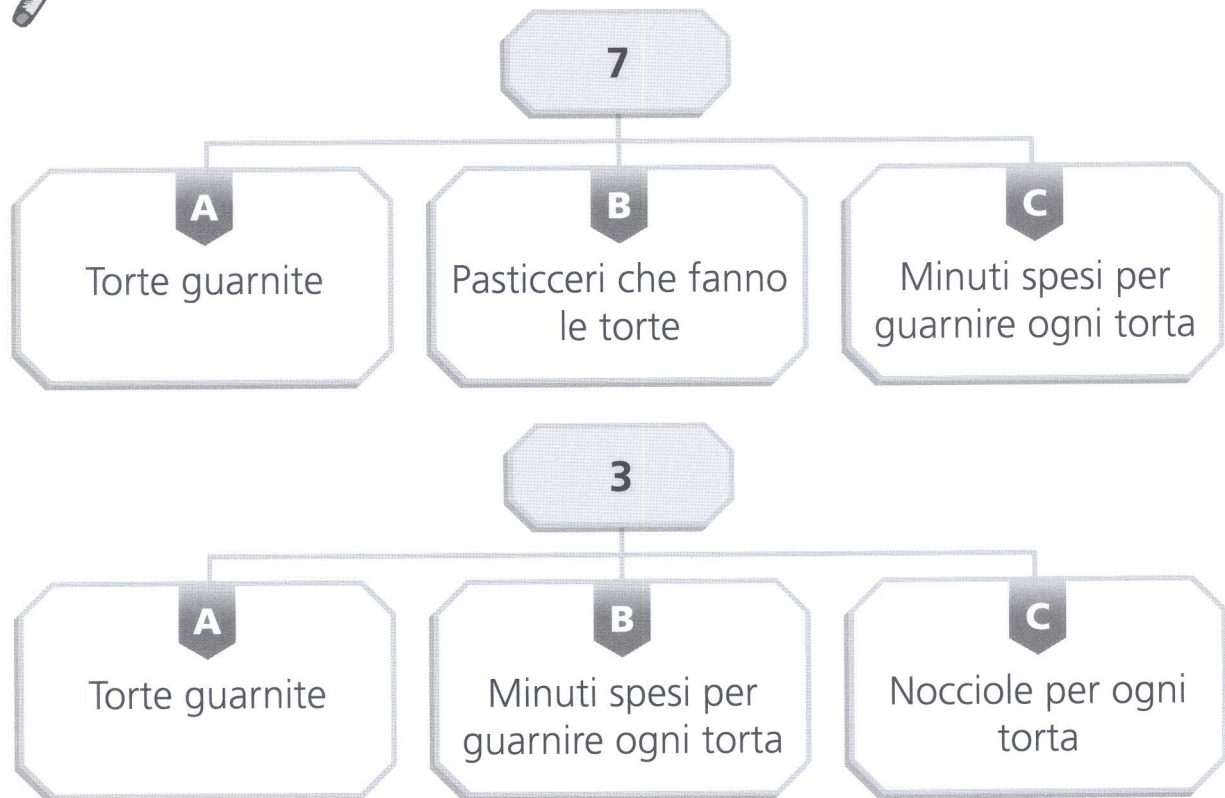 7
A
Torte guarnite
B
Pasticceri che fanno
le torte
C
Minuti spesi per
guarnire ogni torta
3
A
Torte guarnite
B
Minuti spesi per
guarnire ogni torta
C
Nocciole per ogni
torta